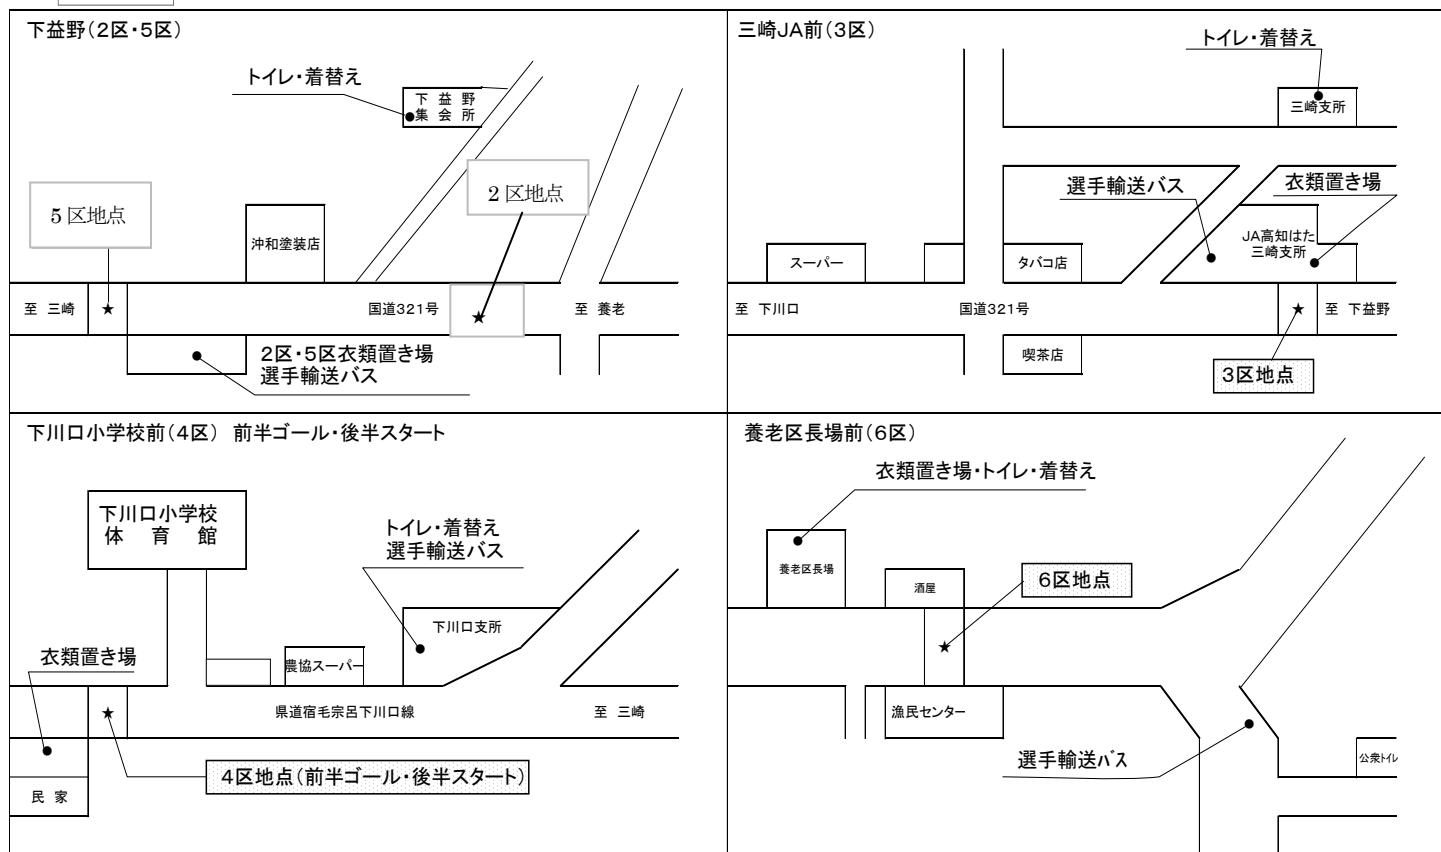 下益野（2区・5区）
トイレ・着替え
下 益 野
集 会 所
2 区地点
5 区地点
沖和塗装店
至 三崎
★
国道321号
★
至 養老
2区・5区衣類置き場
選手輸送バス
三崎JA前（3区）
トイレ・着替え
三崎支所
選手輸送バス
衣類置き場
JA高知はた
三崎支所
スーパー
タバコ店
至 下川口
国道321号
★
至 下益野
喫茶店
3区地点
下川口小学校前（4区） 前半ゴール・後半スタート
下川口小学校
体 育 館
トイレ・着替え
選手輸送バス
下川口支所
衣類置き場
農協スーパー
★
県道宿毛宗呂下川口線
至 三崎
4区地点（前半ゴール・後半スタート）
民 家
養老区長場前（6区）
衣類置き場・トイレ・着替え
養老区長場
酒屋
6区地点
★
漁民センター
選手輸送バス
公衆トイレ